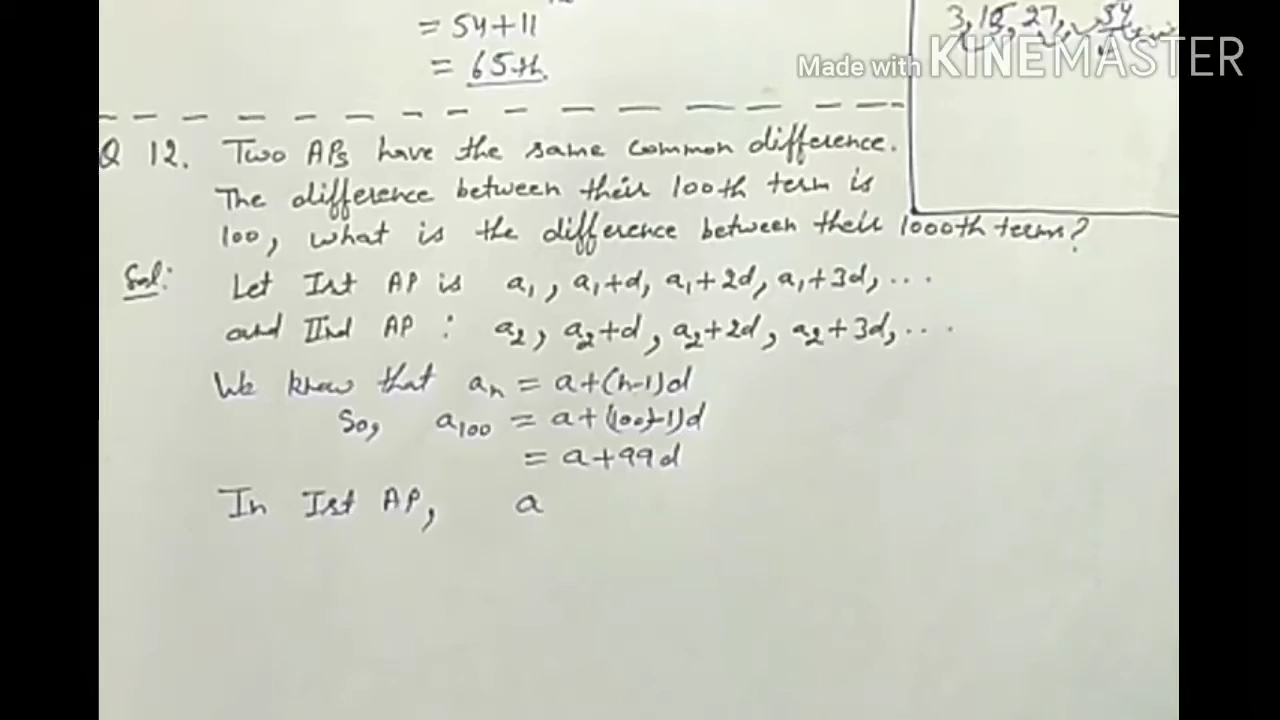 = 54+11
= 65th.
3, 15, 27, 54
Made with KINEMASTER
Q 12. Two APs have the same common difference.
The difference between their 100th term is
100, what is the difference between their 1000th terms?
Sol: Let Ist AP is a₁, a₁+d, a₁+2d, a₁+3d, ...
and IInd AP : a₂, a₂+d, a₂+2d, a₂+3d, ...
We know that aₙ = a+(n-1)d
So, a₁₀₀ = a+(100-1)d
= a+99d
In Ist AP, a